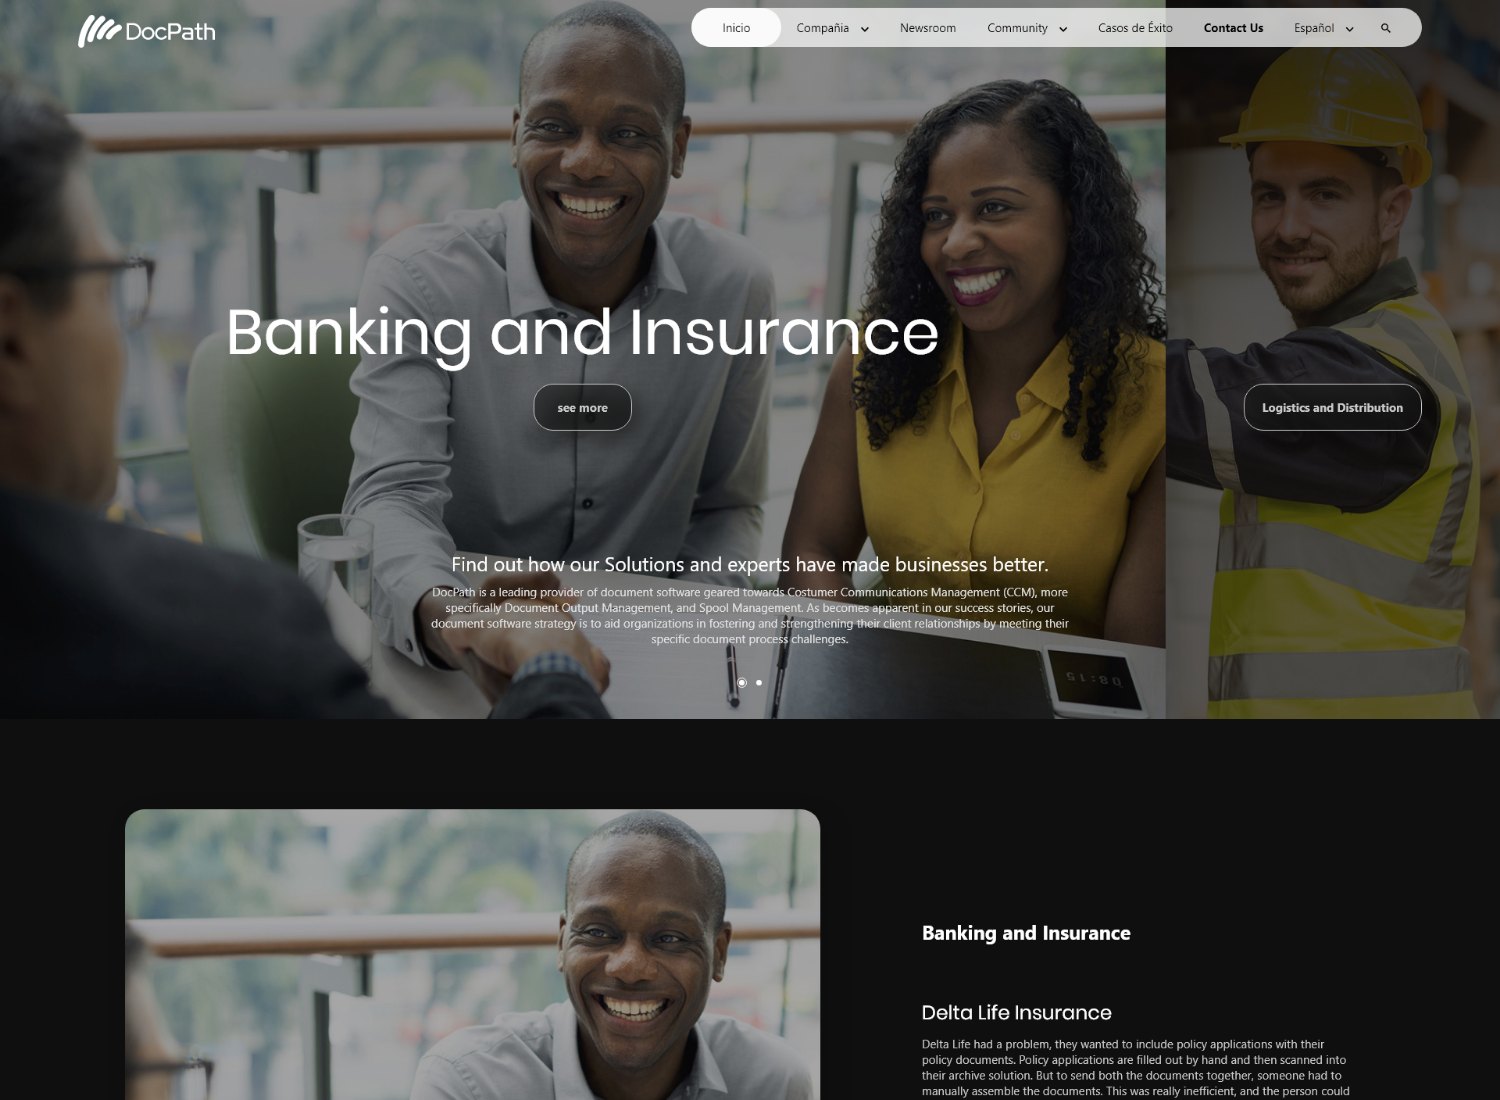 DocPath
Inicio
Compañia
Newsroom
Community
Casos de Éxito
Contact Us
Español
Banking and Insurance
see more
Logistics and Distribution
Find out how our Solutions and experts have made businesses better.
DocPath is a leading provider of document software geared towards Costumer Communications Management (CCM), more
specifically Document Output Management, and Spool Management. As becomes apparent in our success stories, our
document software strategy is to aid organizations in fostering and strengthening their client relationships by meeting their
specific document process challenges.
08:15
Banking and Insurance
Delta Life Insurance
Delta Life had a problem, they wanted to include policy applications with their
policy documents. Policy applications are filled out by hand and then scanned into
their archive solution. But to send both the documents together, someone had to
manually assemble the documents. This was really inefficient, and the person could